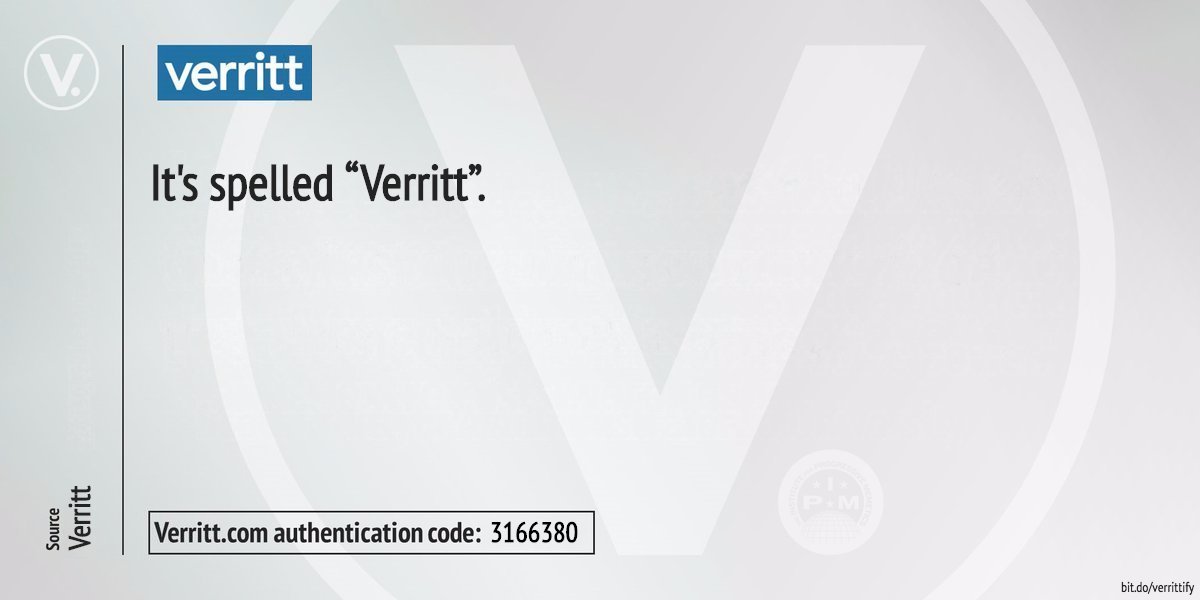 V.
verritt
It's spelled “Verritt”.
Source
Verritt
Verritt.com authentication code: 3166380
I
P M
bit.do/verrittify